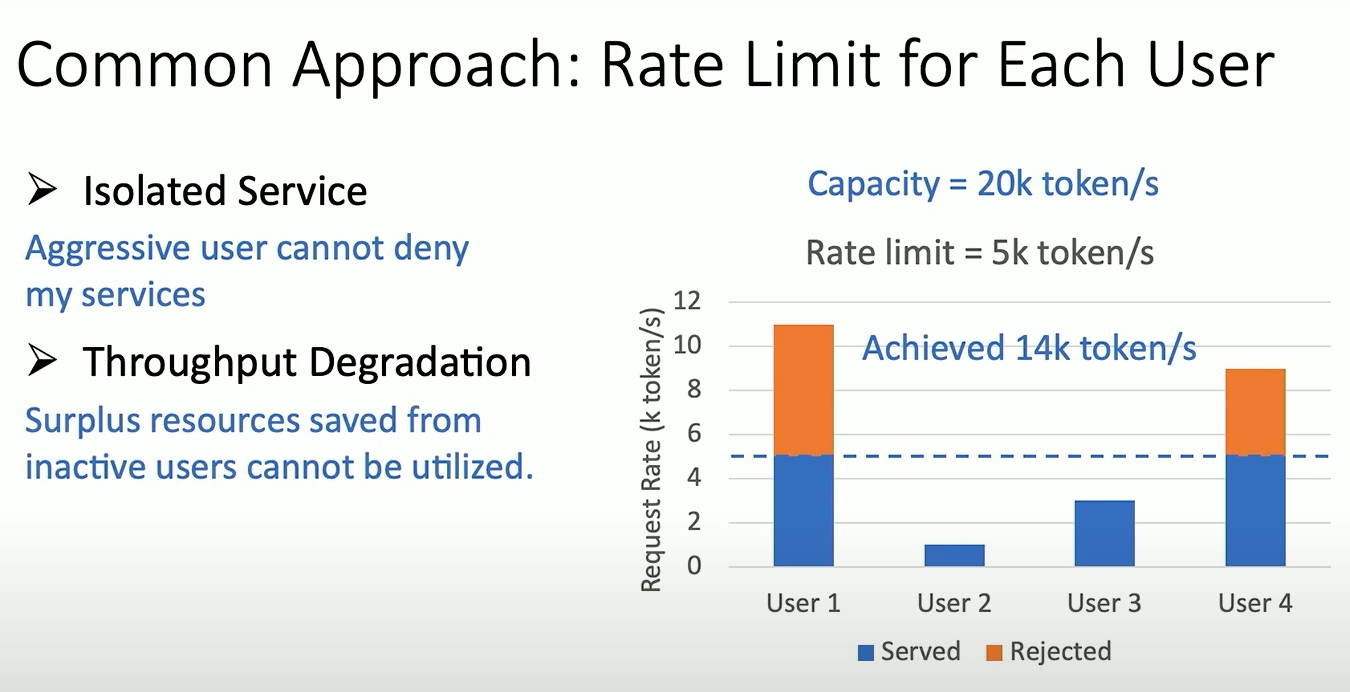 Common Approach: Rate Limit for Each User
➢ Isolated Service
Aggressive user cannot deny
my services
➢ Throughput Degradation
Surplus resources saved from
inactive users cannot be utilized.
Capacity = 20k token/s
Rate limit = 5k token/s
Achieved 14k token/s
Request Rate (k token/s)
12
10
8
6
4
2
0
User 1 User 2 User 3 User 4
Served Rejected